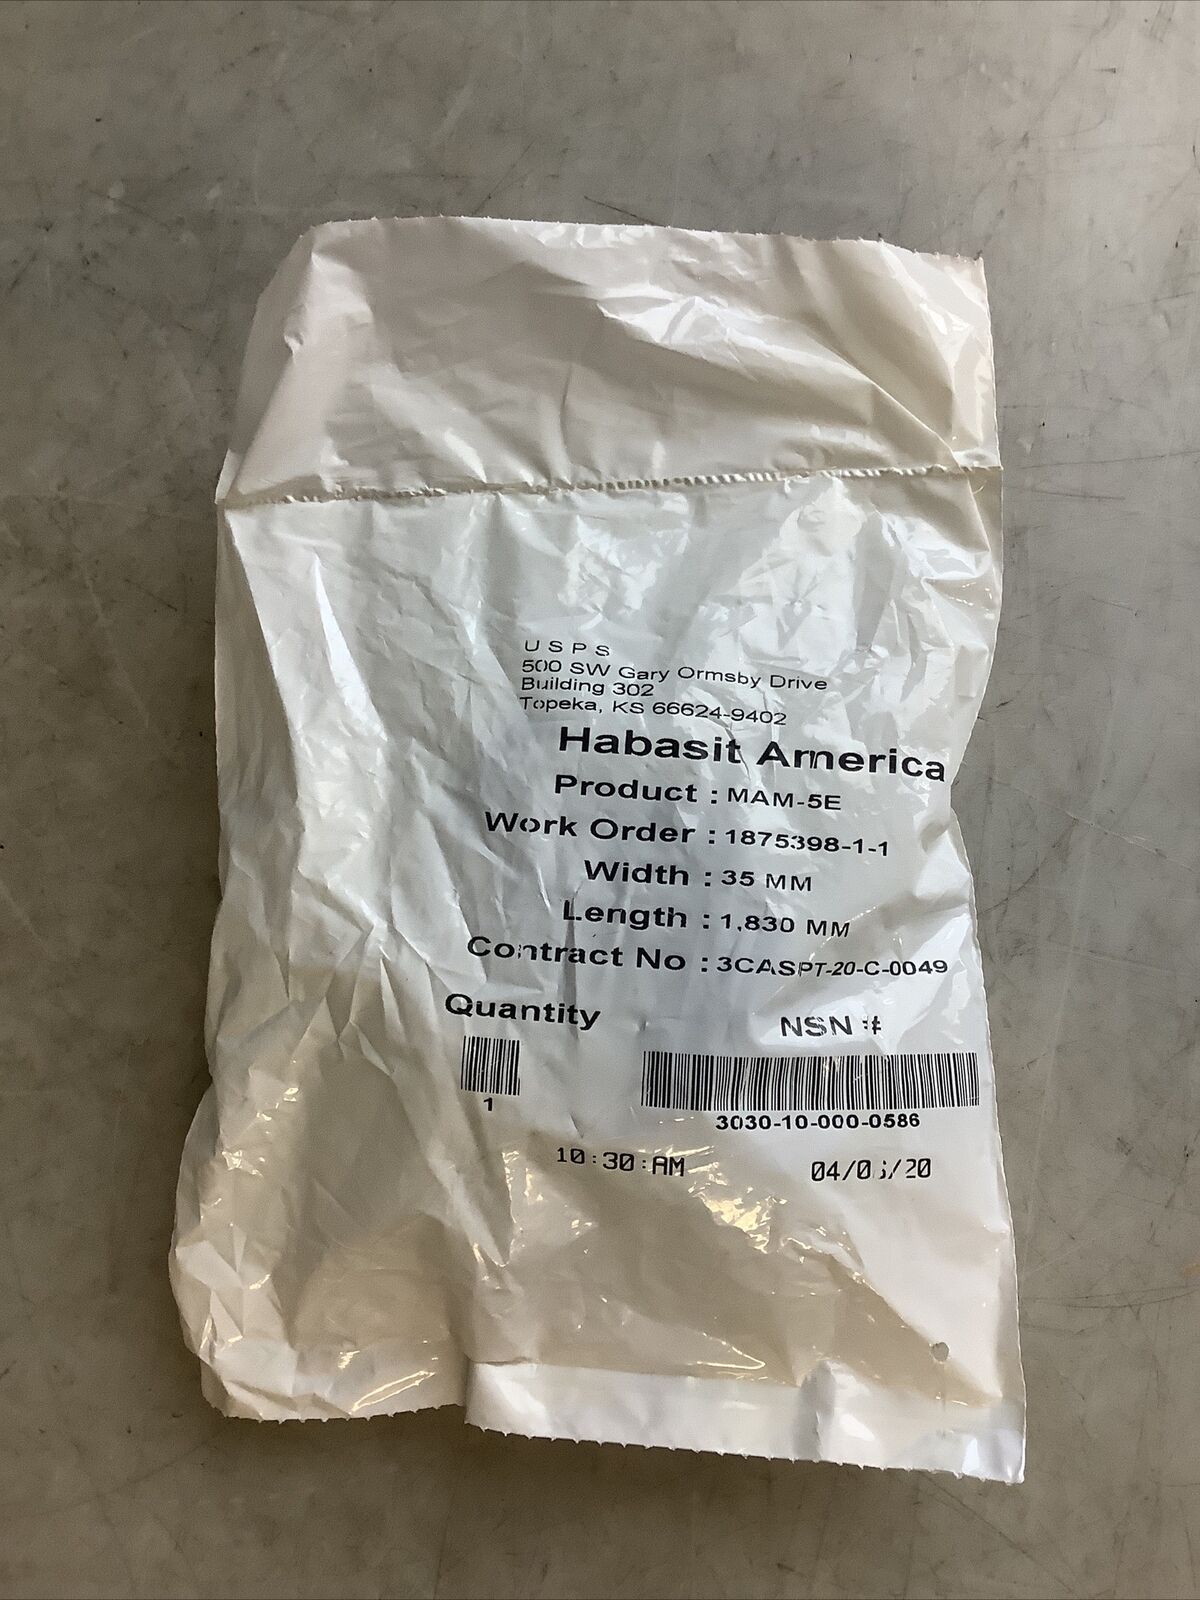 USPS
500 SW Gary Ormsby Drive
Building 302
Topeka, KS 66624-9402
Habasit America
Product : MAM-5E
Work Order : 1875398-1-1
Width : 35 MM
Length : 1,830 MM
Contract No : 3CASPT-20-C-0049
Quantity NSN #
1 3030-10-000-0586
10:30:AM